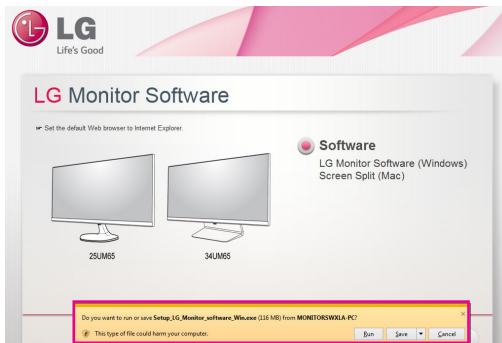 LG
Life's Good
LG Monitor Software
☞ Set the default Web browser to Internet Explorer.
Software
LG Monitor Software (Windows)
Screen Split (Mac)
25UM65
34UM65
Do you want to run or save Setup_LG_Monitor_software_Win.exe (116 MB) from MONITORSWXLA-PC?
×
This type of file could harm your computer.
Run Save ▼ Cancel